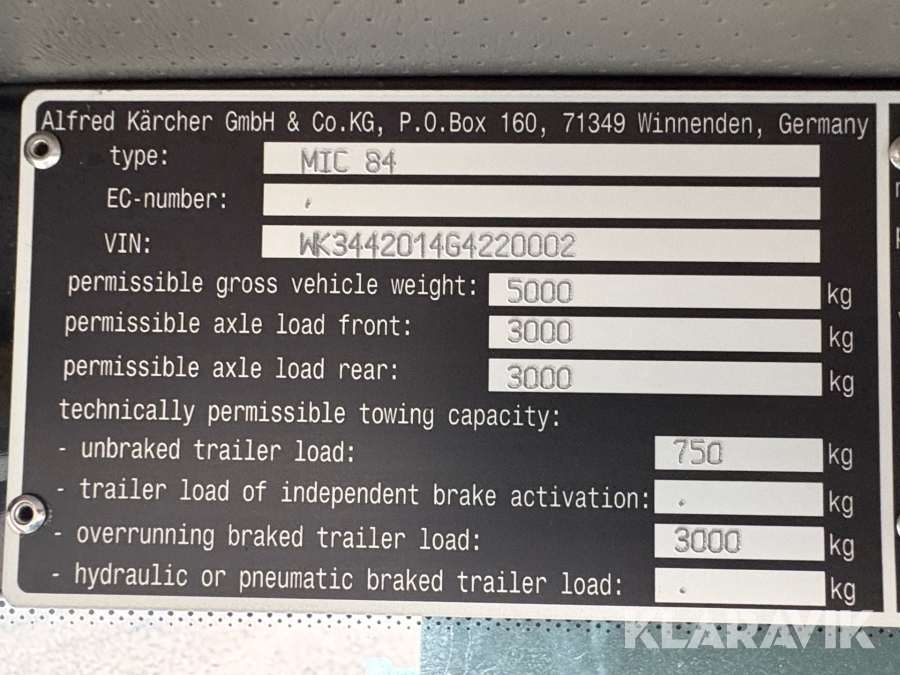 Alfred Kärcher GmbH & Co.KG, P.O.Box 160, 71349 Winnenden, Germany
type: MIC 84
EC-number: .
VIN: WK3442014G4220002
permissible gross vehicle weight: 5000 kg
permissible axle load front: 3000 kg
permissible axle load rear: 3000 kg
technically permissible towing capacity:
- unbraked trailer load: 750 kg
- trailer load of independent brake activation: . kg
- overrunning braked trailer load: 3000 kg
- hydraulic or pneumatic braked trailer load: . kg
KLARAVIK